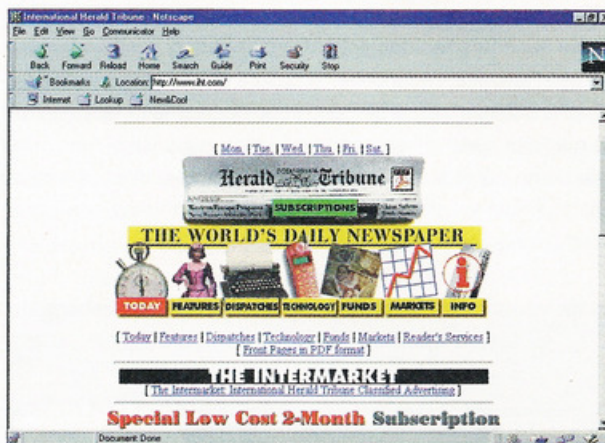 International Herald Tribune - Netscape
File Edit View Go Communicator Help
Back Forward Reload Home Search Guide Print Security Stop
Bookmarks Location: http://www.iht.com/
Internet Lookup New&Cool
[ Mon. | Tue. | Wed. | Thu. | Fri. | Sat. ]
Herald Tribune
SUBSCRIPTIONS
THE WORLD'S DAILY NEWSPAPER
TODAY FEATURES DISPATCHES TECHNOLOGY FUNDS MARKETS INFO
[ Today | Features | Dispatches | Technology | Funds | Markets | Reader's Services ]
[ Front Pages in PDF format ]
THE INTERMARKET
[ The Intermarket: International Herald Tribune Classified Advertising ]
Special Low Cost 2-Month Subscription
Document: Done